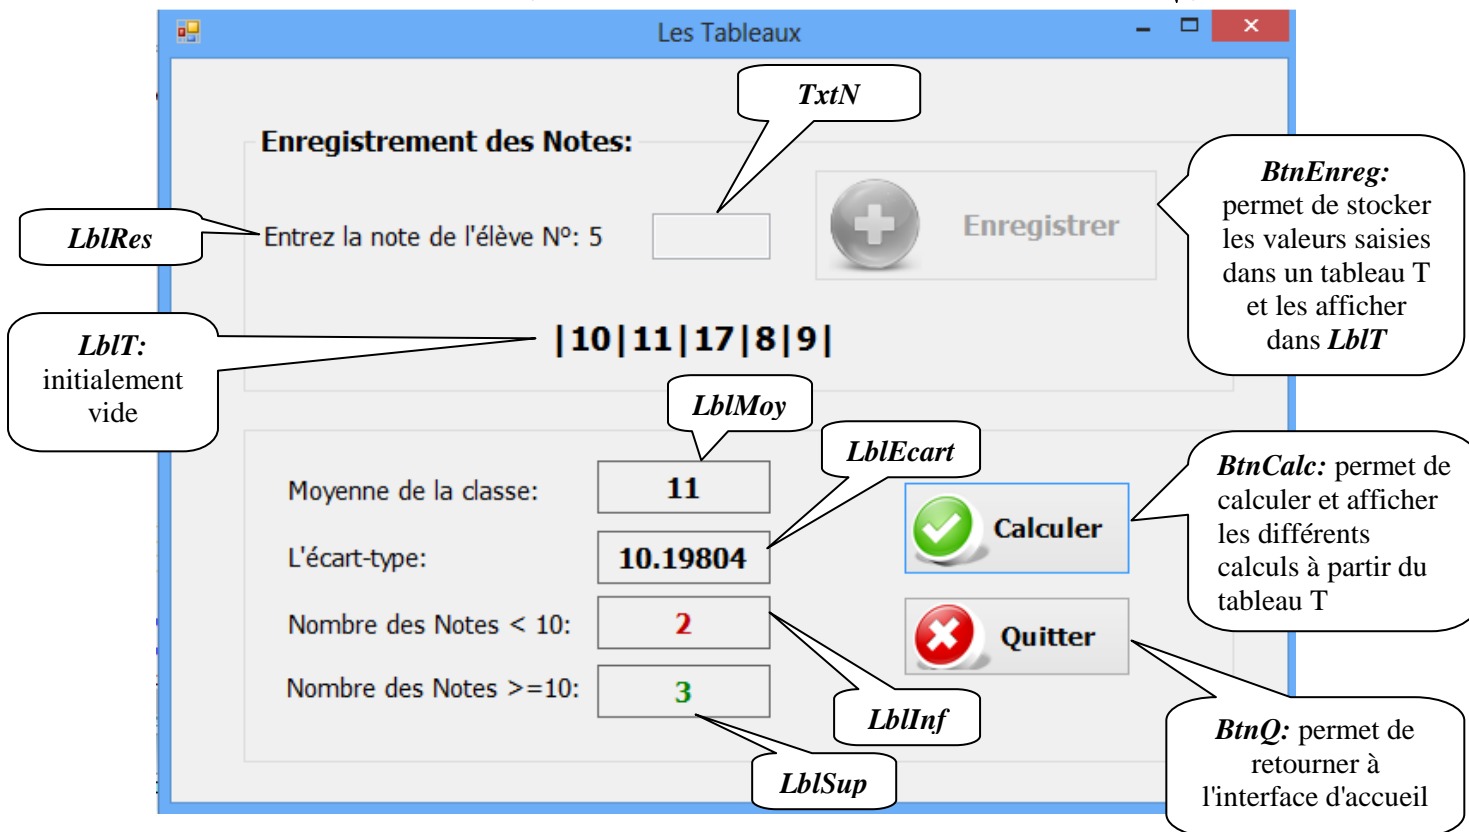 Les Tableaux
TxtN
Enregistrement des Notes:
BtnEnreg:
permet de stocker
les valeurs saisies
dans un tableau T
et les afficher
dans LblT
LblRes
Entrez la note de l'élève N°: 5
Enregistrer
LblT:
initialement
vide
|10|11|17|8|9|
LblMoy
LblEcart
Moyenne de la classe:
11
BtnCalc: permet de
calculer et afficher
les différents
calculs à partir du
tableau T
Calculer
L'écart-type:
10.19804
Nombre des Notes < 10:
2
Quitter
Nombre des Notes >=10:
3
LblInf
LblSup
BtnQ: permet de
retourner à
l'interface d'accueil